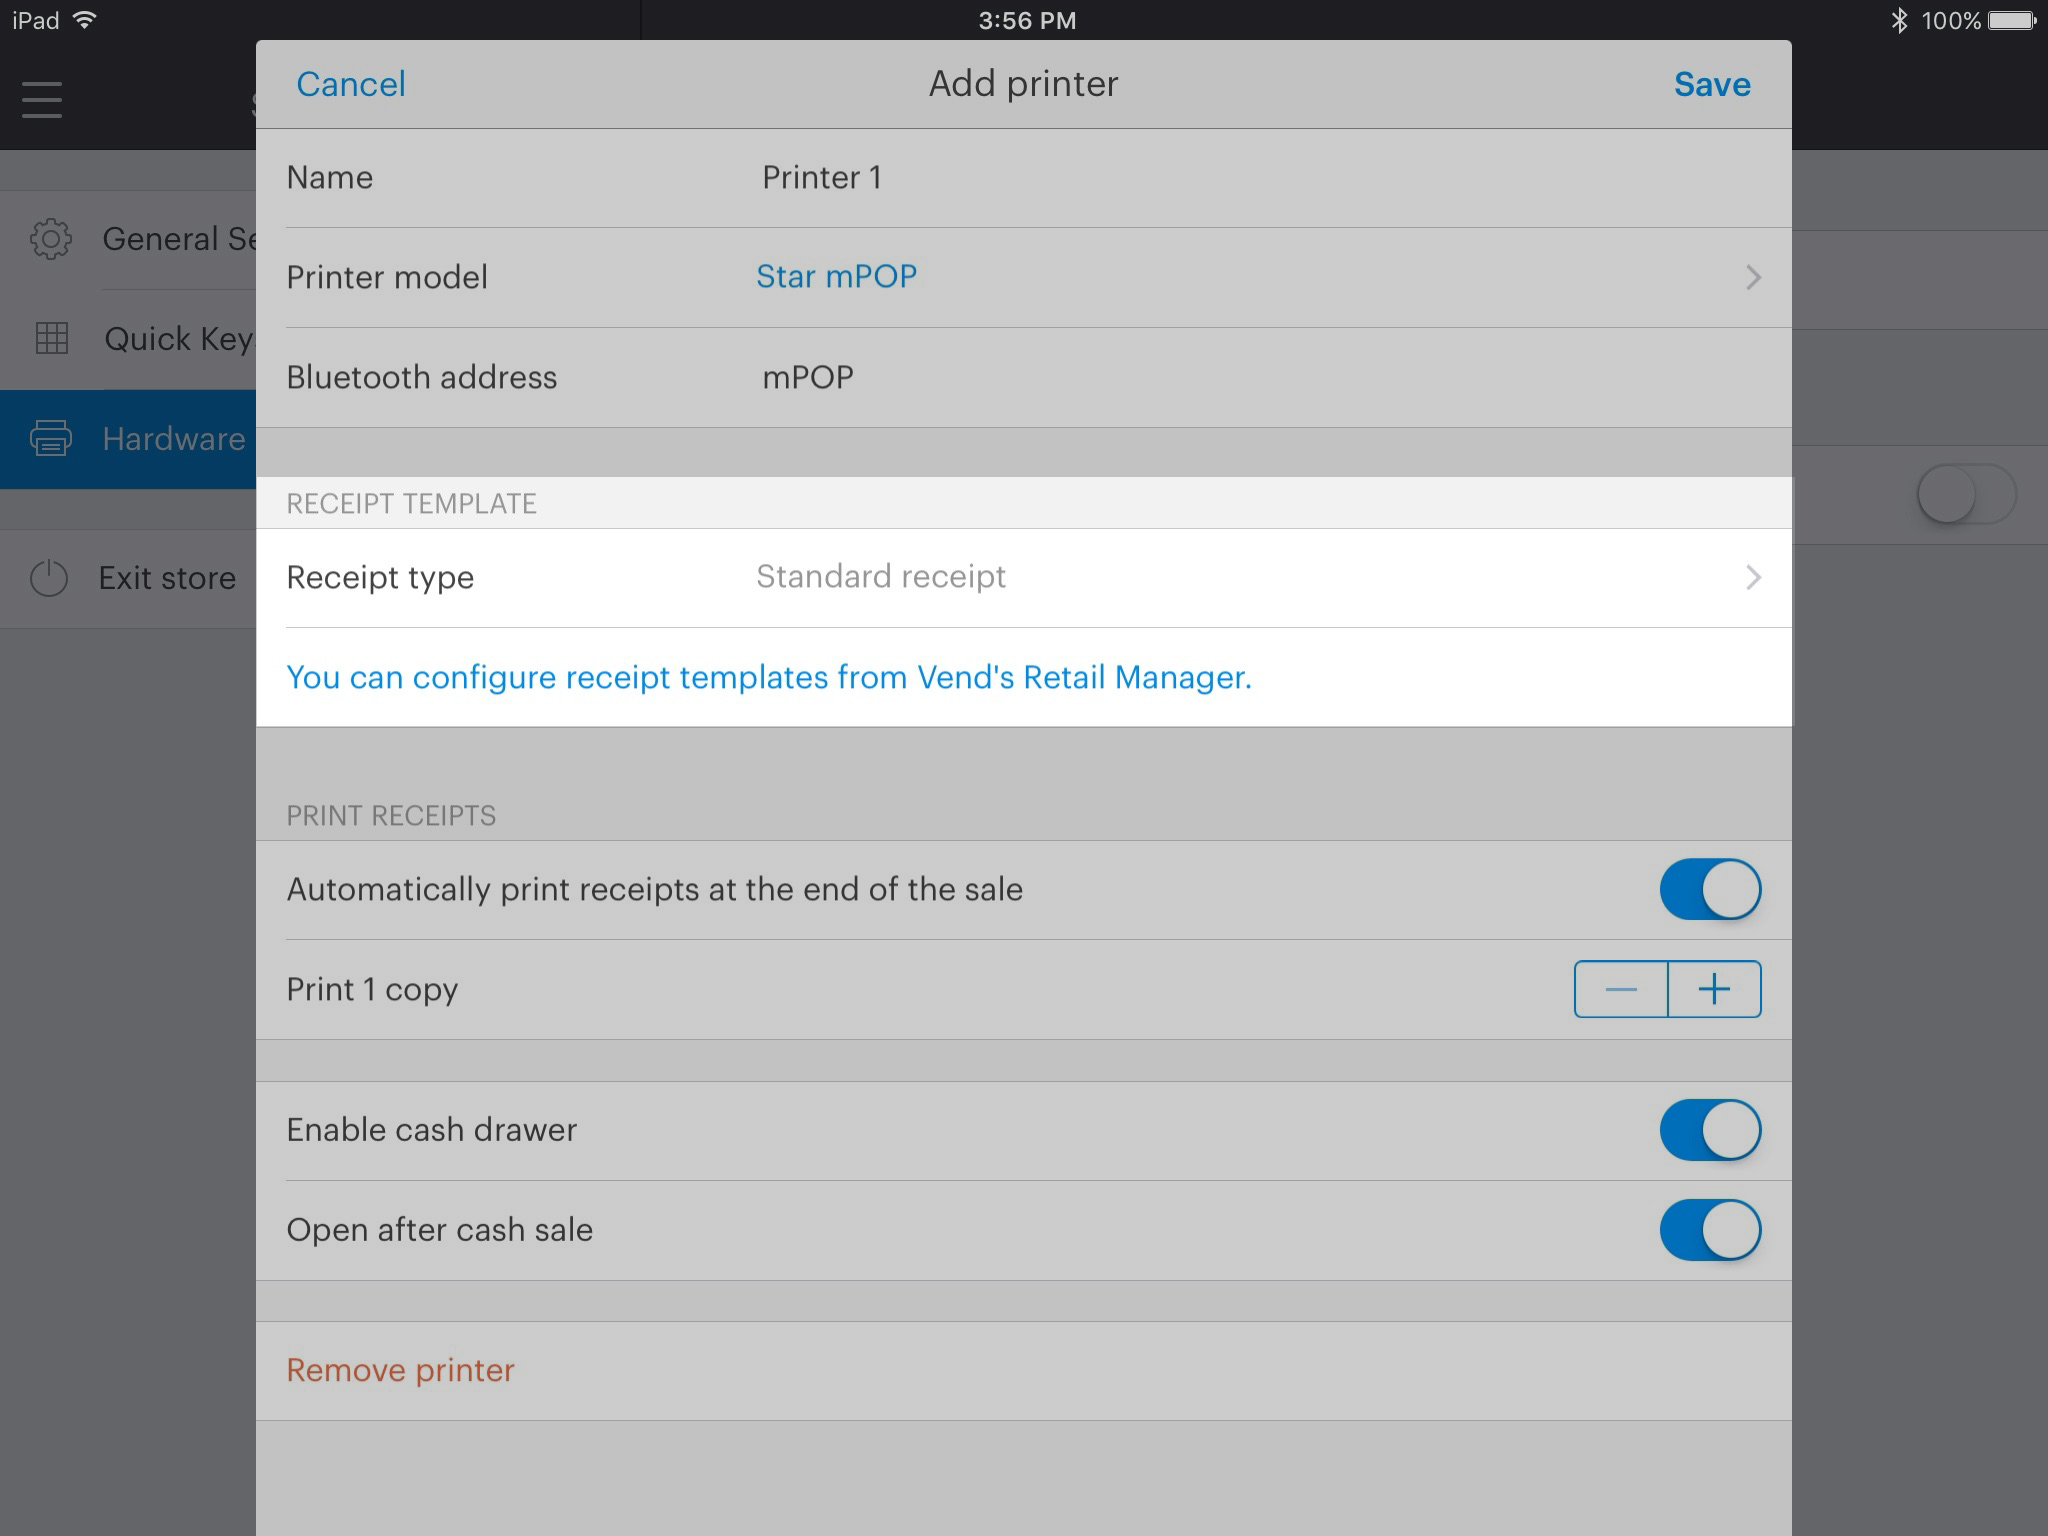 iPad 3:56 PM 100%
Cancel Add printer Save
Name Printer 1
Printer model Star mPOP
Bluetooth address mPOP
RECEIPT TEMPLATE
Receipt type Standard receipt
You can configure receipt templates from Vend's Retail Manager.
PRINT RECEIPTS
Automatically print receipts at the end of the sale
Print 1 copy
Enable cash drawer
Open after cash sale
Remove printer
General Se
Quick Key
Hardware
Exit store